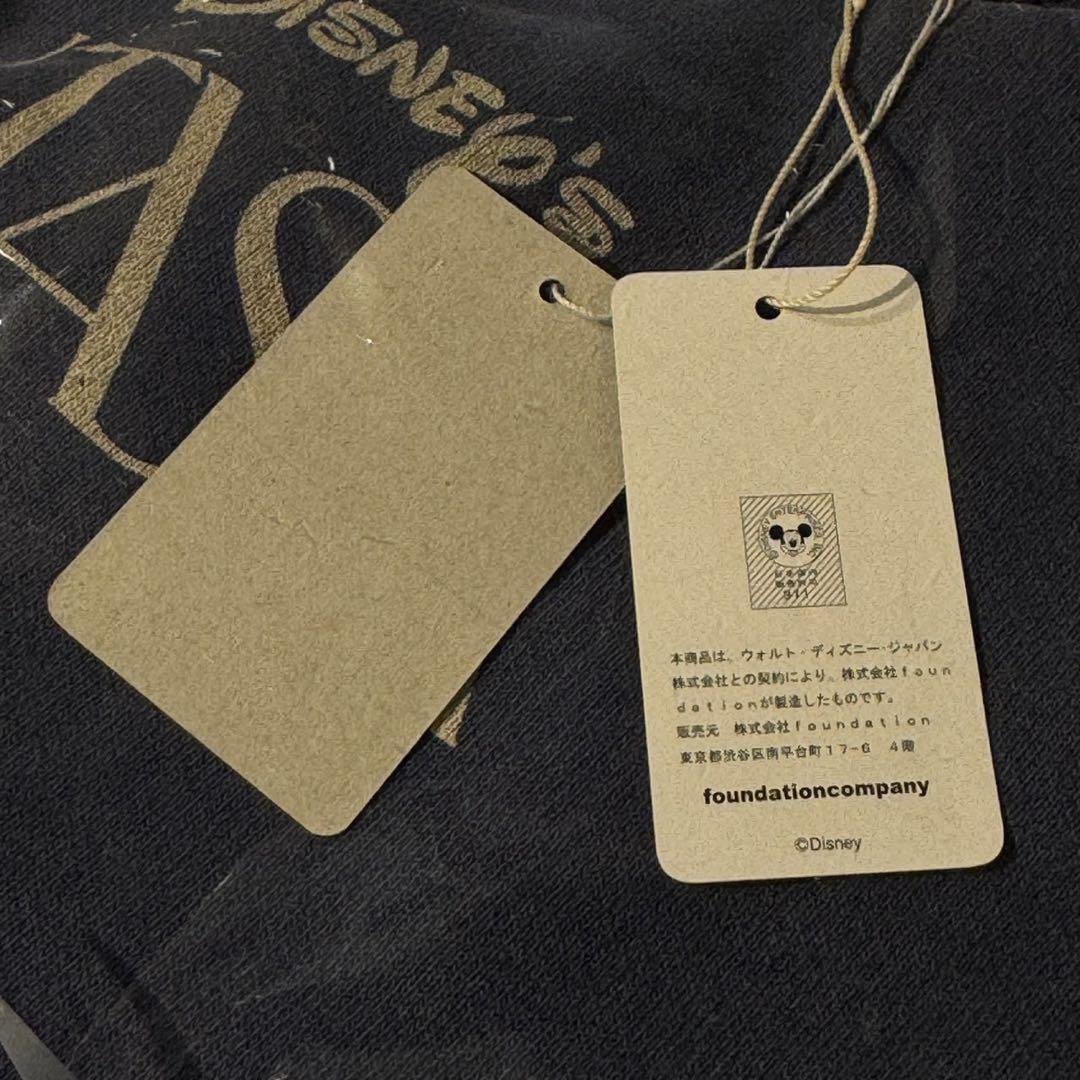 DISNEY's
本商品は、ウォルト・ディズニー・ジャパン
株式会社との契約により、株式会社ｆｏｕｎ
ｄａｔｉｏｎが製造したものです。
販売元　株式会社ｆｏｕｎｄａｔｉｏｎ
東京都渋谷区南平台町１７−６　４階
foundationcompany
©Disney